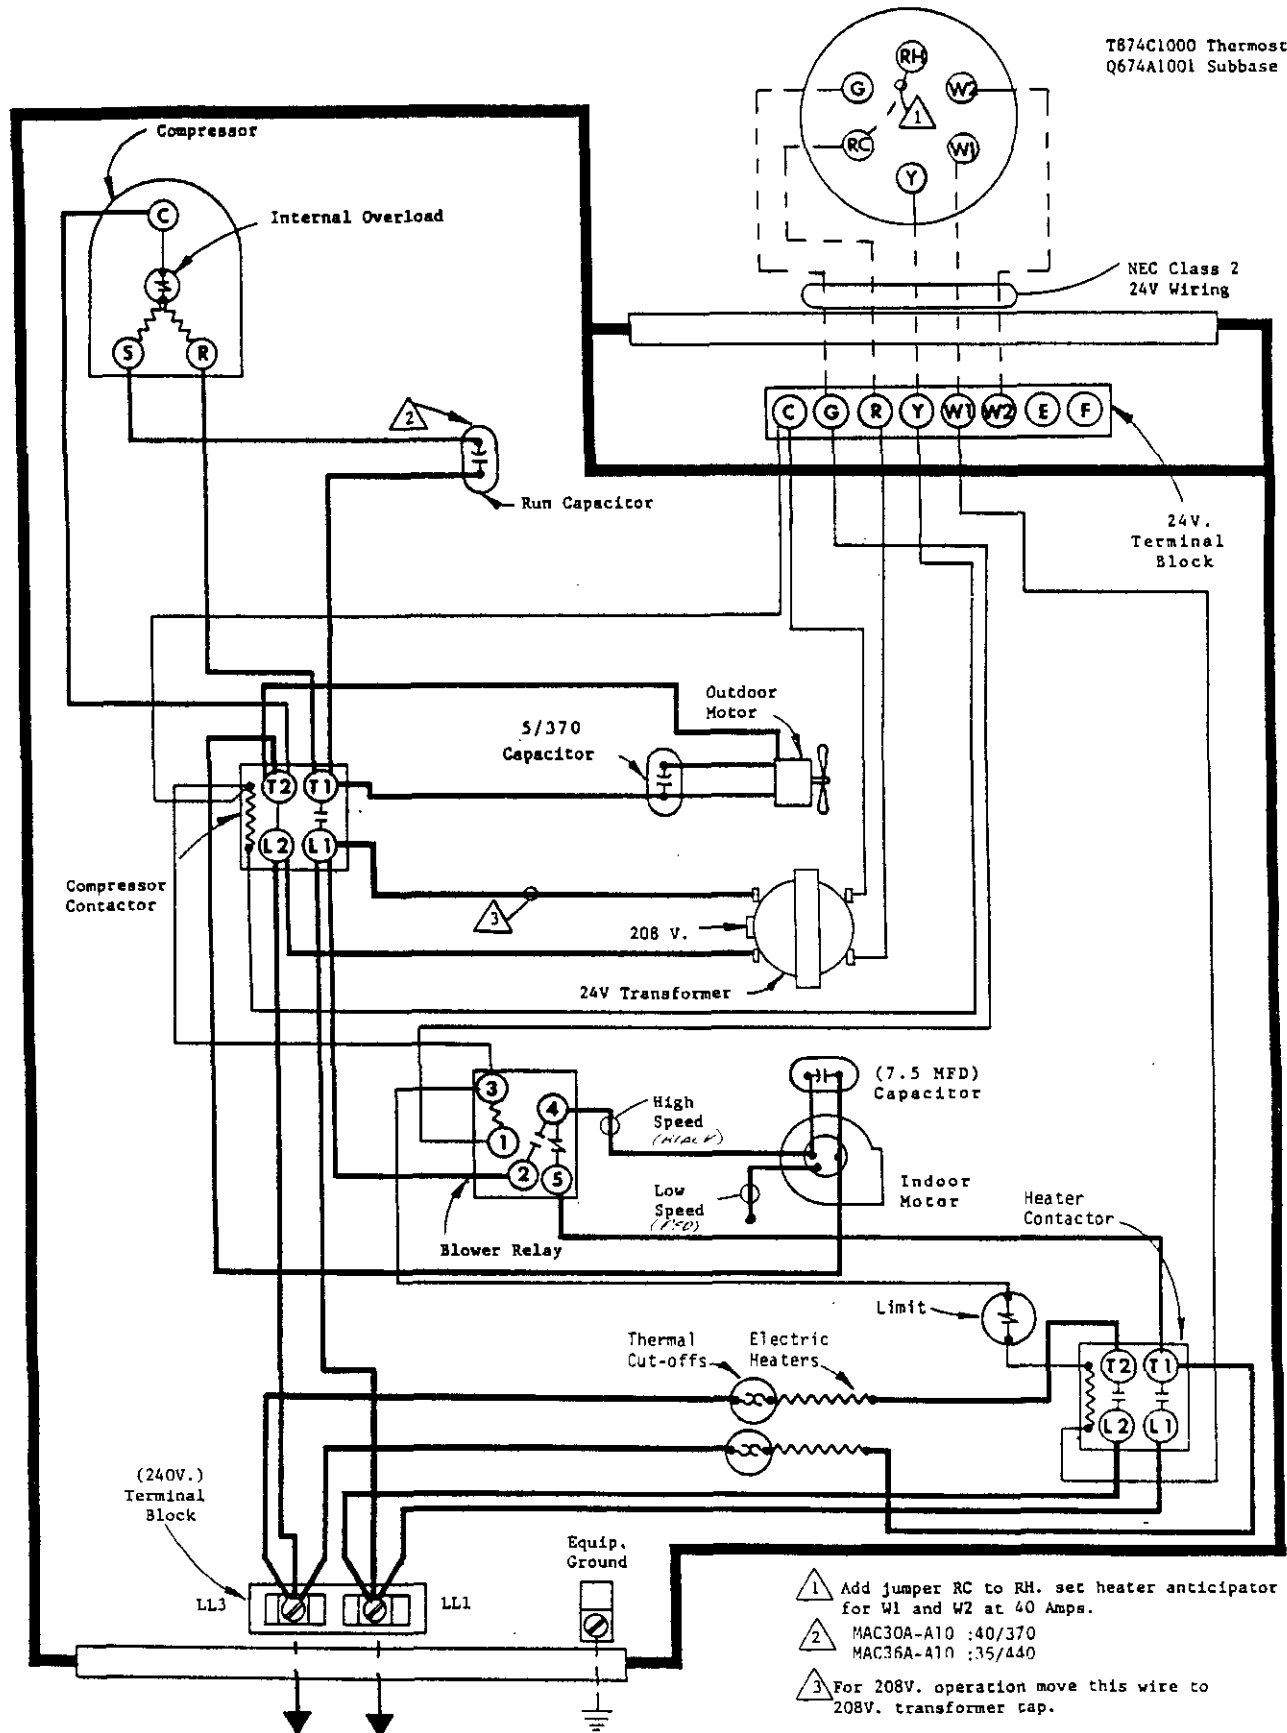 T874C1000 Thermost
Q674A1001 Subbase
RH
G
W2
1
RC
W1
Y
Compressor
C
Internal Overload
S
R
NEC Class 2
24V Wiring
C G R Y W1 W2 E F
2
Run Capacitor
24V.
Terminal
Block
Outdoor
Motor
5/370
Capacitor
T2 T1
L2 L1
Compressor
Contactor
3
208 V.
24V Transformer
3
4
1
2
5
Blower Relay
High
Speed
Low
Speed
(7.5 MFD)
Capacitor
Indoor
Motor
Heater
Contactor
Limit
Thermal
Cut-offs
Electric
Heaters
T2 T1
L2 L1
(240V.)
Terminal
Block
LL3
LL1
Equip.
Ground
1 Add jumper RC to RH. set heater anticipator
for W1 and W2 at 40 Amps.
2 MAC30A-A10 :40/370
MAC36A-A10 :35/440
3 For 208V. operation move this wire to
208V. transformer tap.